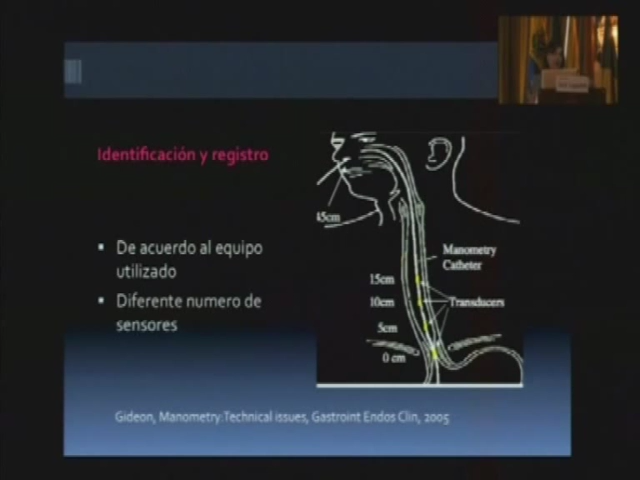 Identificación y registro
De acuerdo al equipo
utilizado
Diferente numero de
sensores
45cm
Manometry
Catheter
15cm
10cm
Transducers
5cm
0 cm
Gideon, Manometry:Technical issues, Gastroint Endos Clin, 2005